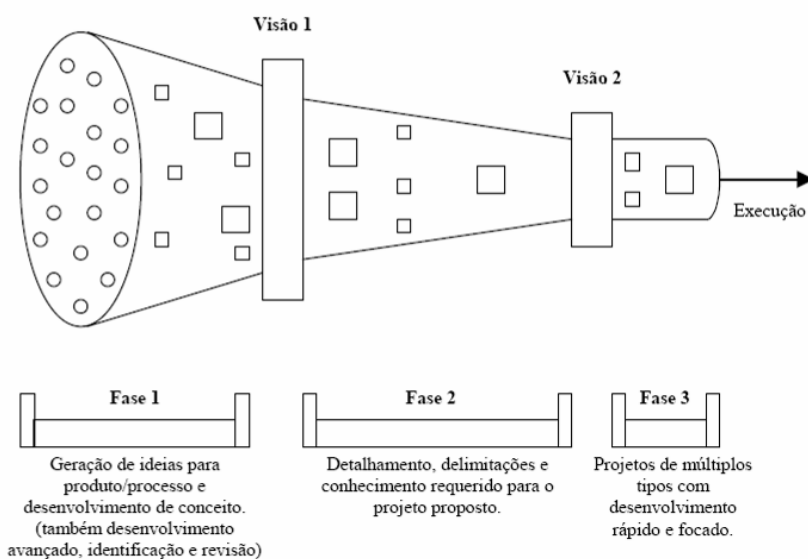 Visão 1
Visão 2
Execução
Fase 1
Geração de ideias para
produto/processo e
desenvolvimento de conceito.
(também desenvolvimento
avançado, identificação e revisão)
Fase 2
Detalhamento, delimitações e
conhecimento requerido para o
projeto proposto.
Fase 3
Projetos de múltiplos
tipos com
desenvolvimento
rápido e focado.